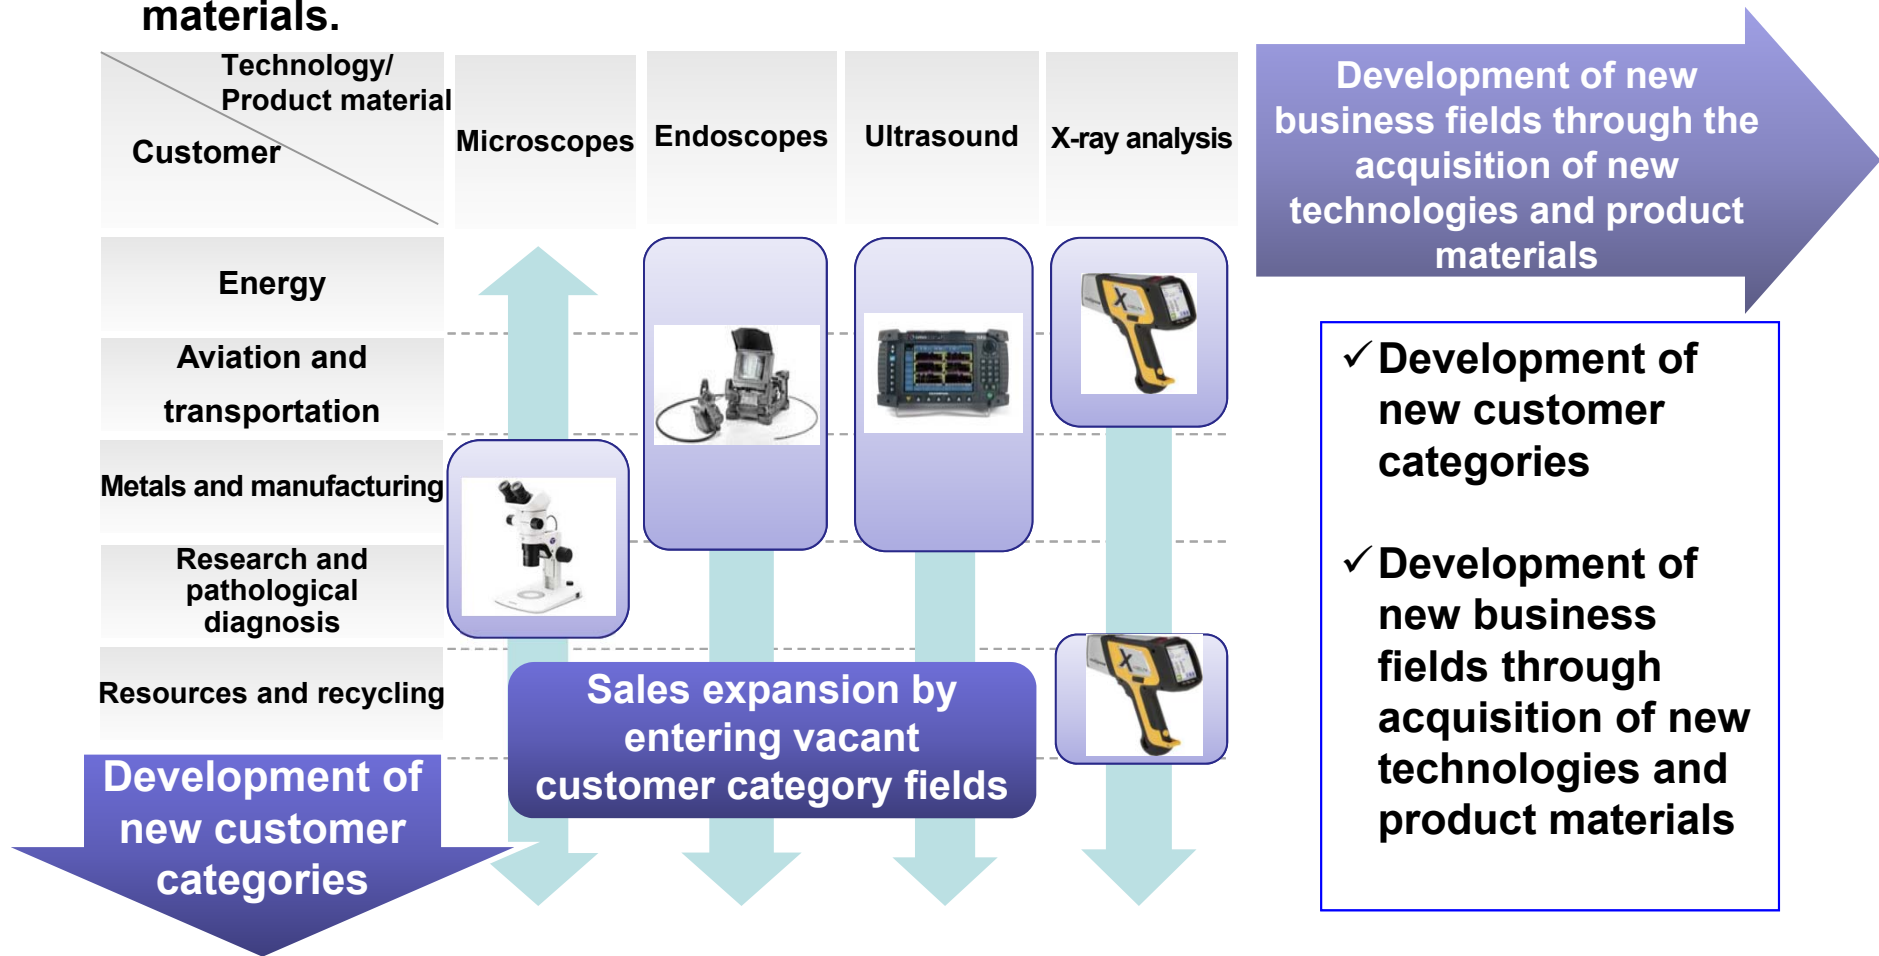 materials.
Technology/
Product material
Customer
Microscopes
Endoscopes
Ultrasound
X-ray analysis
Development of new
business fields through the
acquisition of new
technologies and product
materials
Energy
Aviation and
transportation
Metals and manufacturing
Research and
pathological
diagnosis
Resources and recycling
X
X
Sales expansion by
entering vacant
customer category fields
Development of
new customer
categories
✓Development of
new customer
categories
✓Development of
new business
fields through
acquisition of new
technologies and
product materials